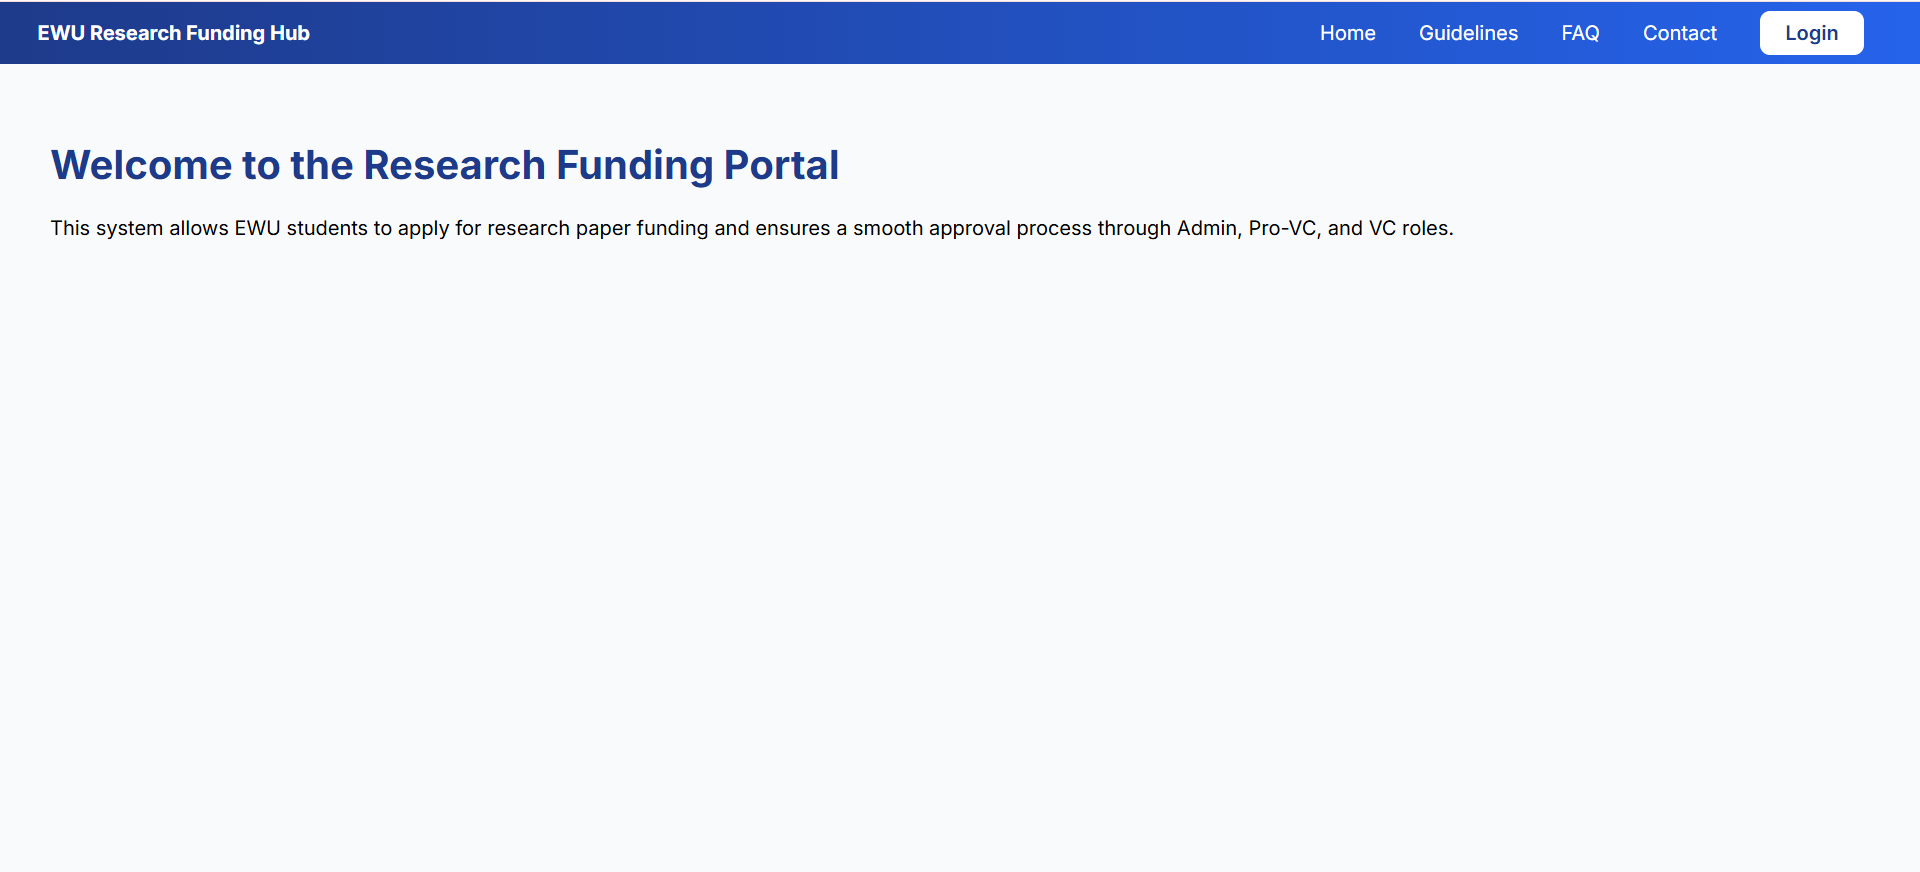 EWU Research Funding Hub
Home
Guidelines
FAQ
Contact
Login
Welcome to the Research Funding Portal
This system allows EWU students to apply for research paper funding and ensures a smooth approval process through Admin, Pro-VC, and VC roles.